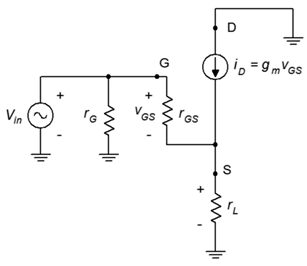 D
G
i_D = g_m v_GS
+
+
V_in
r_G
v_GS
r_GS
-
-
S
+
r_L
-